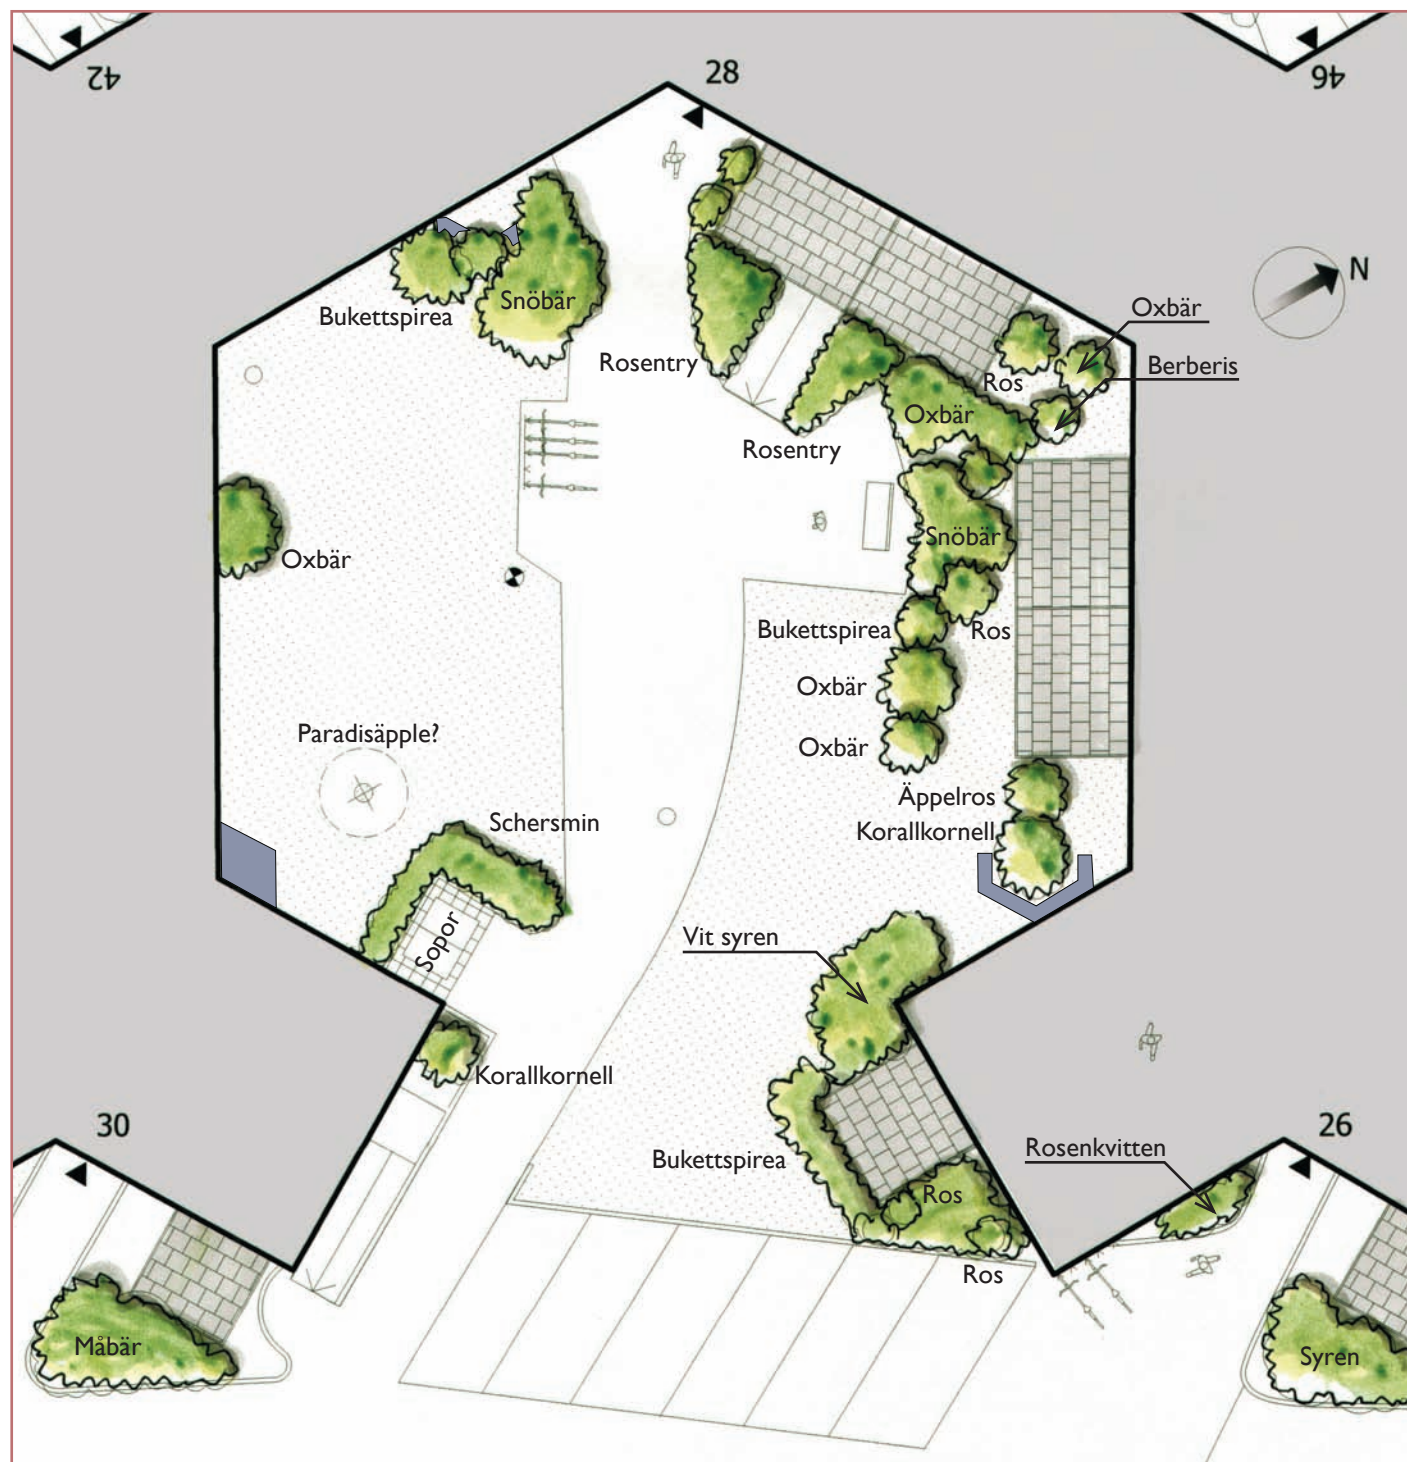 42
28
46
N
Oxbär
Berberis
Bukettspirea
Snöbär
Rosentry
Ros
Oxbär
Rosentry
Snöbär
Oxbär
Bukettspirea
Ros
Oxbär
Paradisäpple?
Oxbär
Äppelros
Schersmin
Korallkornell
Sopor
Vit syren
Korallkornell
30
26
Rosenkvitten
Bukettspirea
Ros
Ros
Måbär
Syren